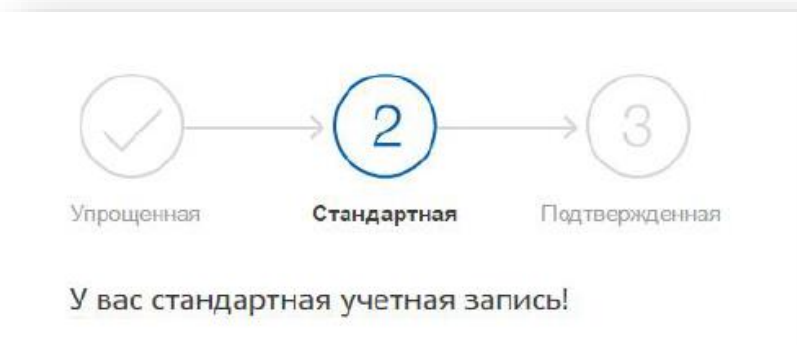 2
3
Упрощенная
Стандартная
Подтвержденная
У вас стандартная учетная запись!